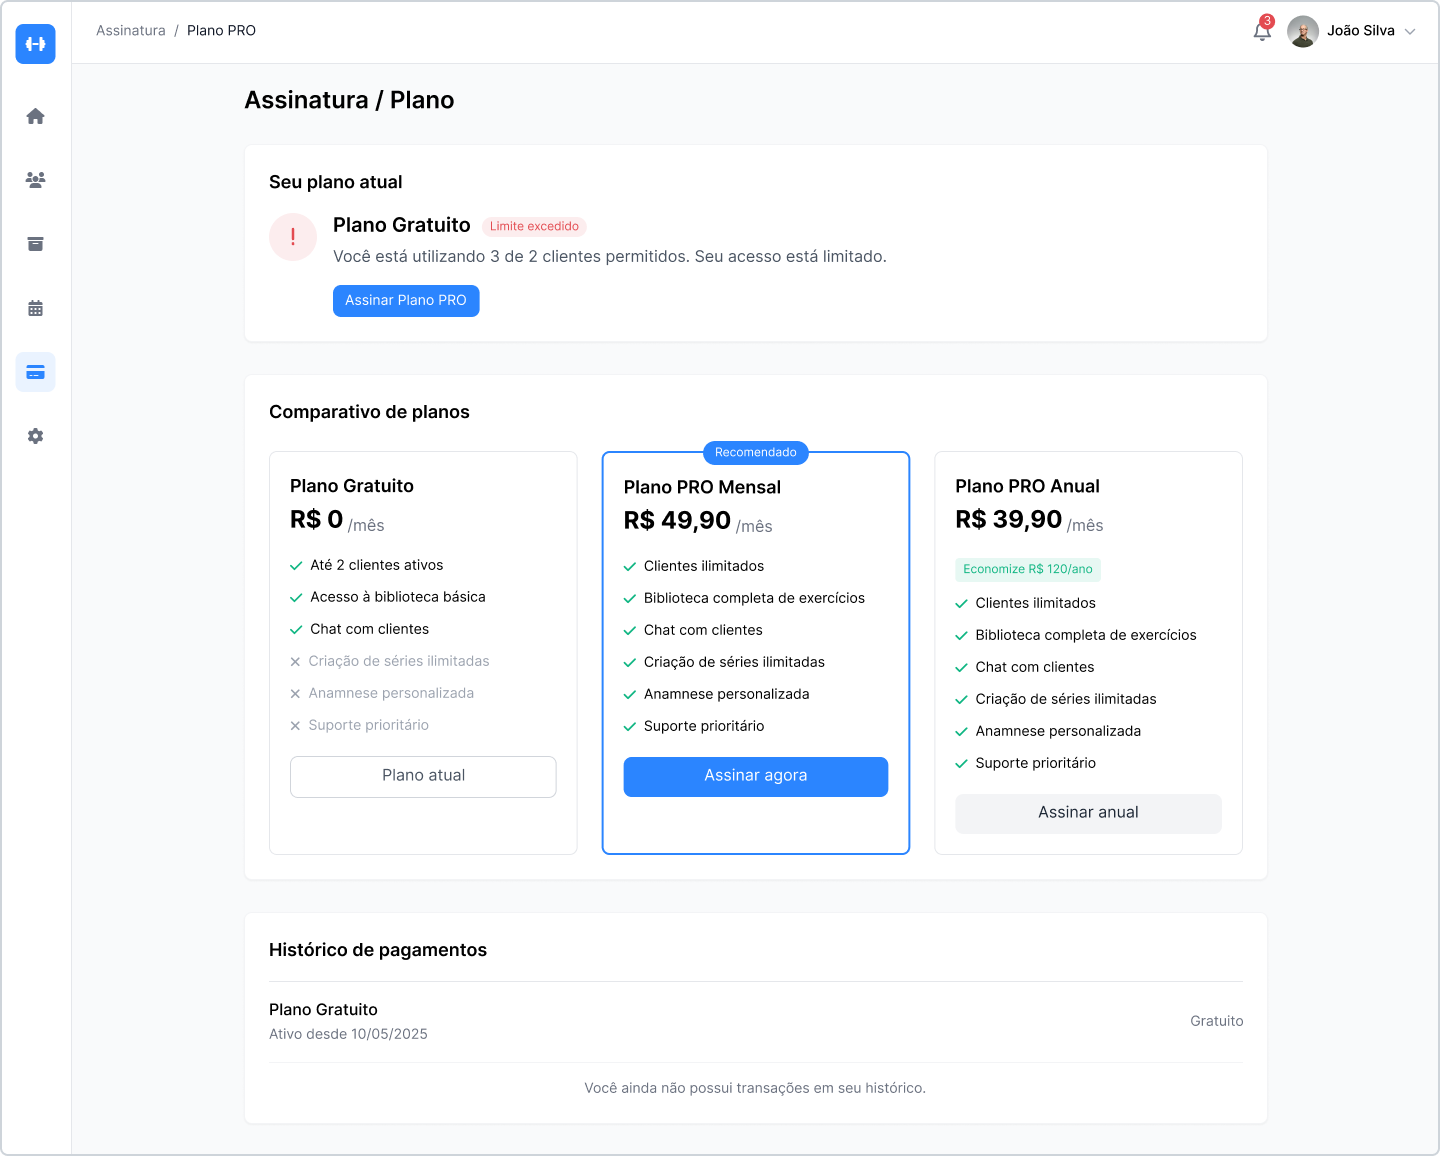 Assinatura / Plano PRO
3
João Silva
Assinatura / Plano
Seu plano atual
!
Plano Gratuito
Limite excedido
Você está utilizando 3 de 2 clientes permitidos. Seu acesso está limitado.
Assinar Plano PRO
Comparativo de planos
Plano Gratuito
R$ 0 /mês
Até 2 clientes ativos
Acesso à biblioteca básica
Chat com clientes
Criação de séries ilimitadas
Anamnese personalizada
Suporte prioritário
Plano atual
Recomendado
Plano PRO Mensal
R$ 49,90 /mês
Clientes ilimitados
Biblioteca completa de exercícios
Chat com clientes
Criação de séries ilimitadas
Anamnese personalizada
Suporte prioritário
Assinar agora
Plano PRO Anual
R$ 39,90 /mês
Economize R$ 120/ano
Clientes ilimitados
Biblioteca completa de exercícios
Chat com clientes
Criação de séries ilimitadas
Anamnese personalizada
Suporte prioritário
Assinar anual
Histórico de pagamentos
Plano Gratuito
Ativo desde 10/05/2025
Gratuito
Você ainda não possui transações em seu histórico.